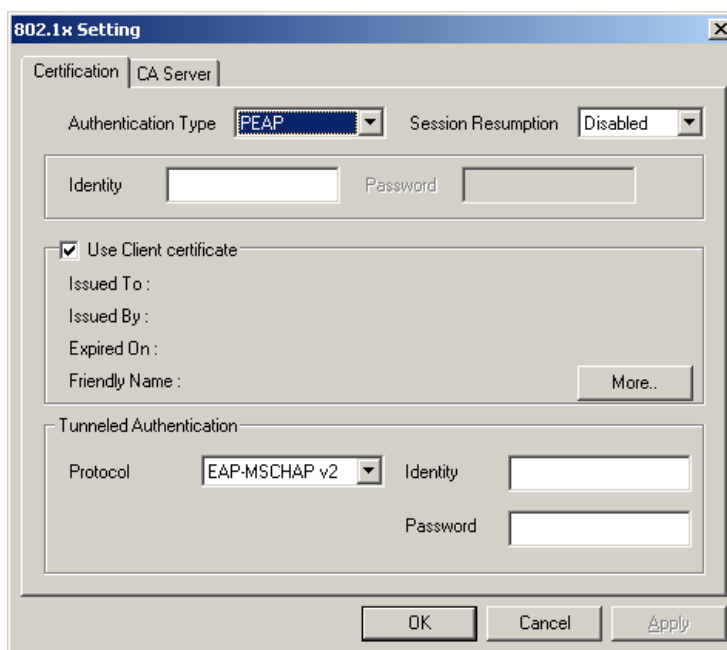 802.1x Setting
Certification CA Server
Authentication Type PEAP Session Resumption Disabled
Identity Password
Use Client certificate
Issued To :
Issued By :
Expired On :
Friendly Name :
More..
Tunneled Authentication
Protocol EAP-MSCHAP v2 Identity
Password
OK Cancel Apply